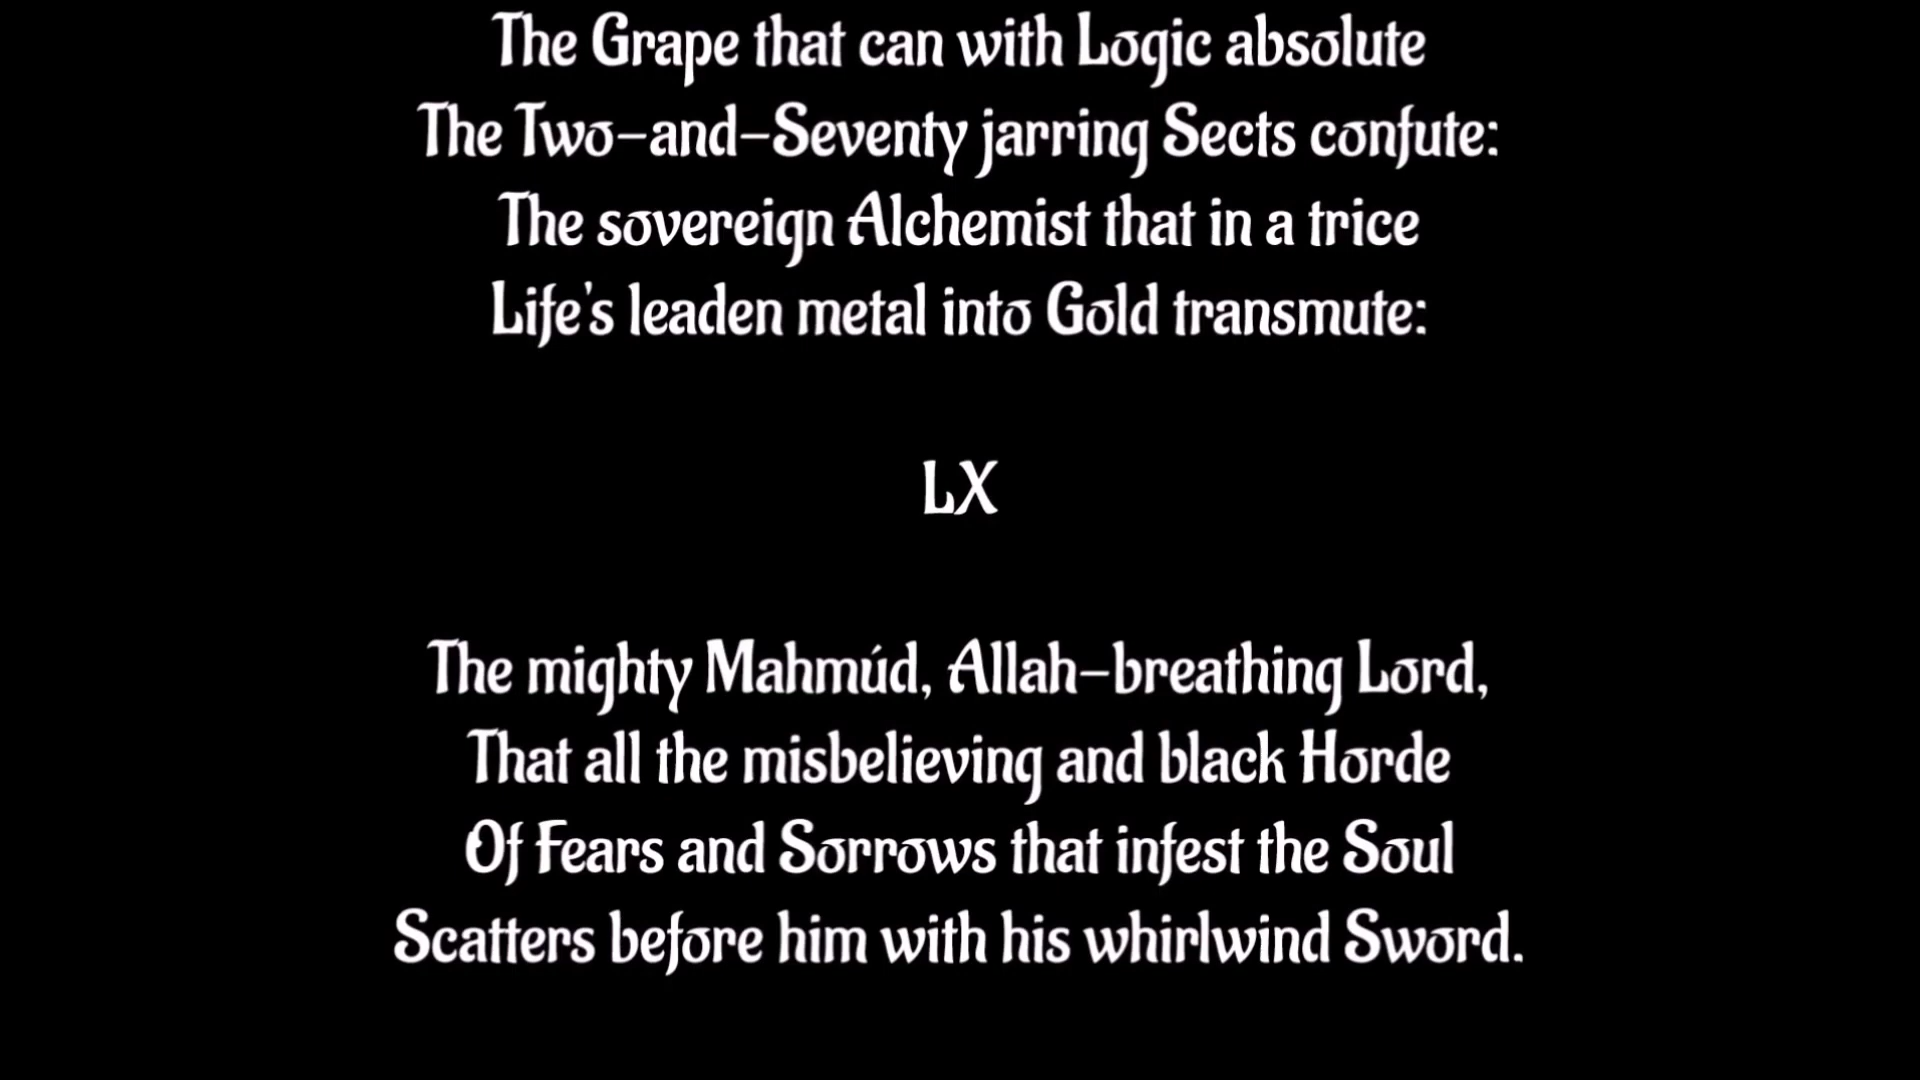 The Grape that can with Logic absolute
The Two-and-Seventy jarring Sects confute:
The sovereign Alchemist that in a trice
Life's leaden metal into Gold transmute:
LX
The mighty Mahmúd, Allah-breathing Lord,
That all the misbelieving and black Horde
Of Fears and Sorrows that infest the Soul
Scatters before him with his whirlwind Sword.